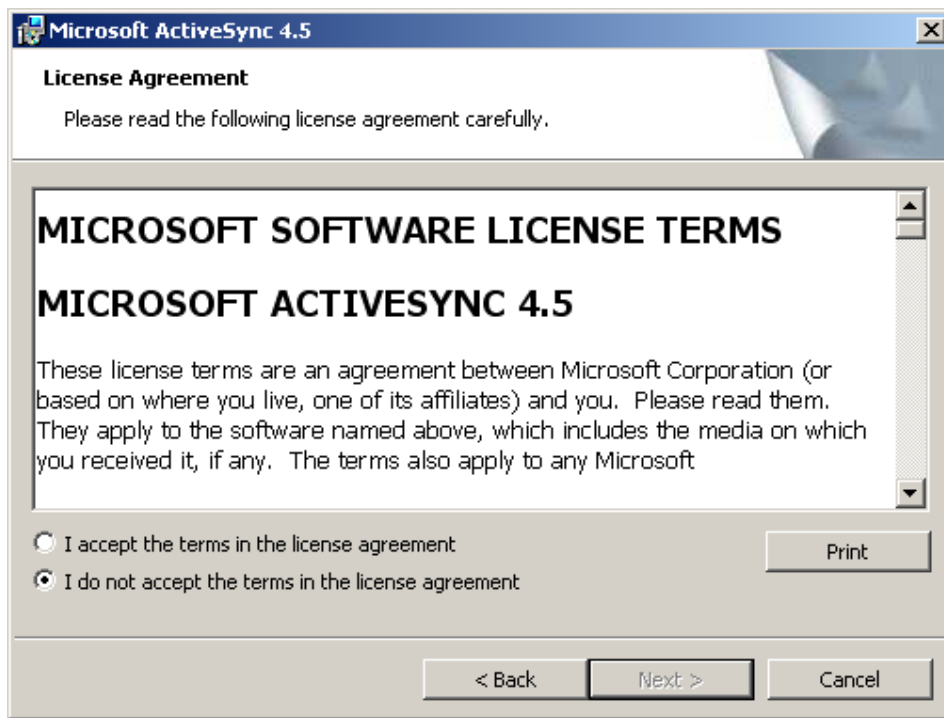 Microsoft ActiveSync 4.5
License Agreement
Please read the following license agreement carefully.
MICROSOFT SOFTWARE LICENSE TERMS
MICROSOFT ACTIVESYNC 4.5
These license terms are an agreement between Microsoft Corporation (or
based on where you live, one of its affiliates) and you.  Please read them.
They apply to the software named above, which includes the media on which
you received it, if any.  The terms also apply to any Microsoft
I accept the terms in the license agreement
Print
I do not accept the terms in the license agreement
< Back
Next >
Cancel